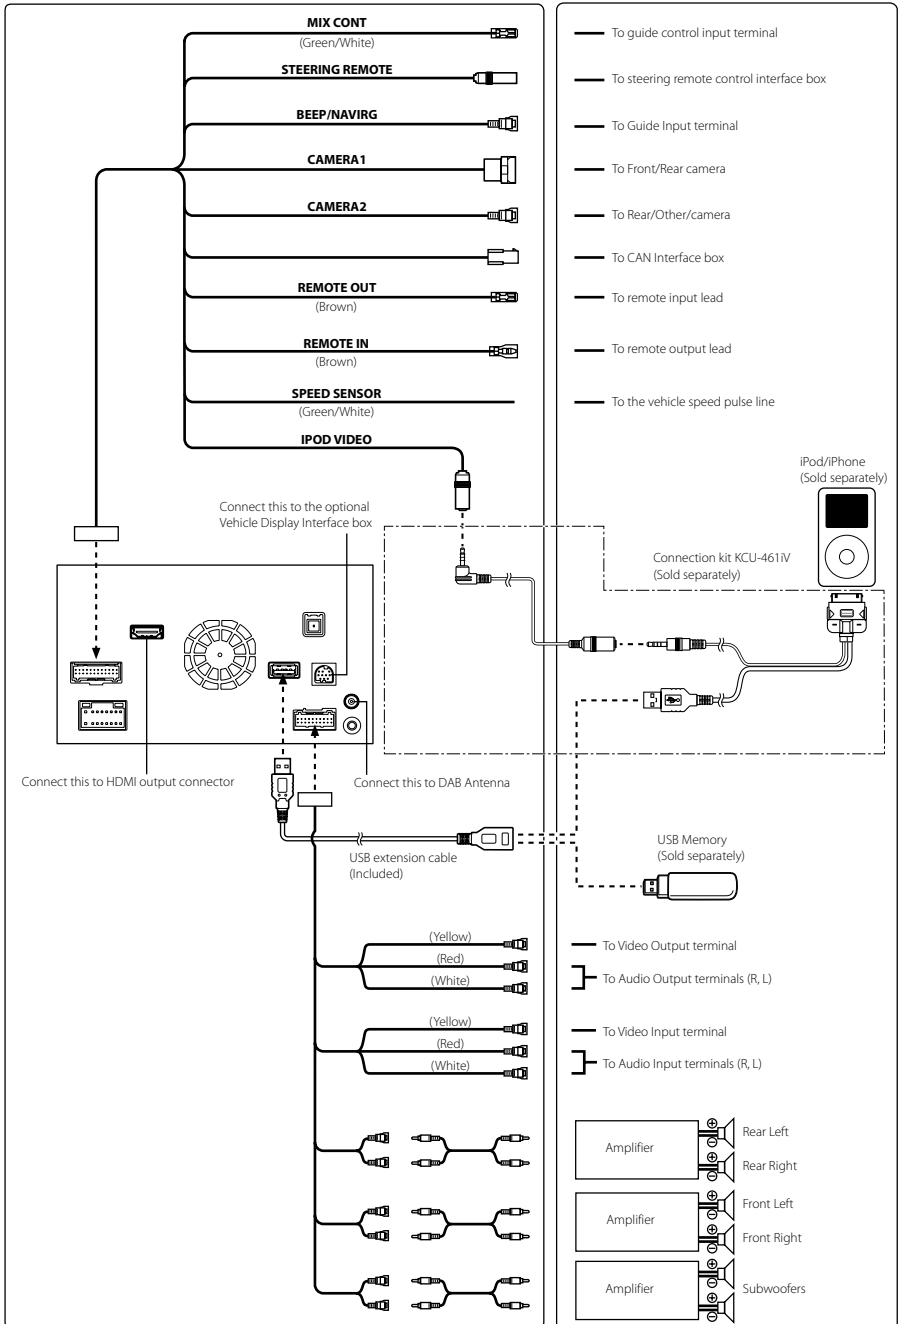 MIX CONT
(Green/White)
To guide control input terminal
STEERING REMOTE
To steering remote control interface box
BEEP/NAVIRG
To Guide Input terminal
CAMERA1
To Front/Rear camera
CAMERA2
To Rear/Other/camera
To CAN Interface box
REMOTE OUT
(Brown)
To remote input lead
REMOTE IN
(Brown)
To remote output lead
SPEED SENSOR
(Green/White)
To the vehicle speed pulse line
IPOD VIDEO
iPod/iPhone
(Sold separately)
Connect this to the optional
Vehicle Display Interface box
Connection kit KCU-461iV
(Sold separately)
Connect this to HDMI output connector
Connect this to DAB Antenna
USB extension cable
(Included)
USB Memory
(Sold separately)
(Yellow)
To Video Output terminal
(Red)
(White)
To Audio Output terminals (R, L)
(Yellow)
To Video Input terminal
(Red)
(White)
To Audio Input terminals (R, L)
Amplifier
Rear Left
Rear Right
Amplifier
Front Left
Front Right
Amplifier
Subwoofers